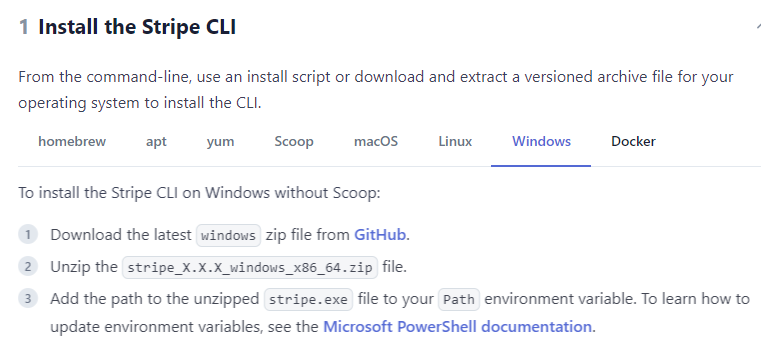 1 Install the Stripe CLI
From the command-line, use an install script or download and extract a versioned archive file for your
operating system to install the CLI.
homebrew apt yum Scoop macOS Linux Windows Docker
To install the Stripe CLI on Windows without Scoop:
1 Download the latest windows zip file from GitHub.
2 Unzip the stripe_X.X.X_windows_x86_64.zip file.
3 Add the path to the unzipped stripe.exe file to your Path environment variable. To learn how to
update environment variables, see the Microsoft PowerShell documentation.